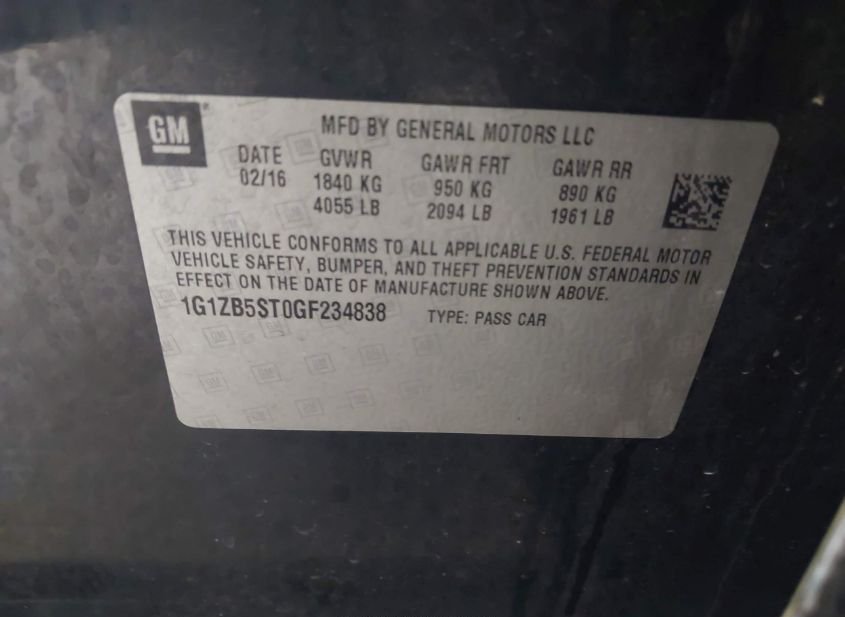 GM
MFD BY GENERAL MOTORS LLC
DATE GVWR GAWR FRT GAWR RR
02/16 1840 KG 950 KG 890 KG
4055 LB 2094 LB 1961 LB
THIS VEHICLE CONFORMS TO ALL APPLICABLE U.S. FEDERAL MOTOR
VEHICLE SAFETY, BUMPER, AND THEFT PREVENTION STANDARDS IN
EFFECT ON THE DATE OF MANUFACTURE SHOWN ABOVE.
1G1ZB5ST0GF234838 TYPE: PASS CAR